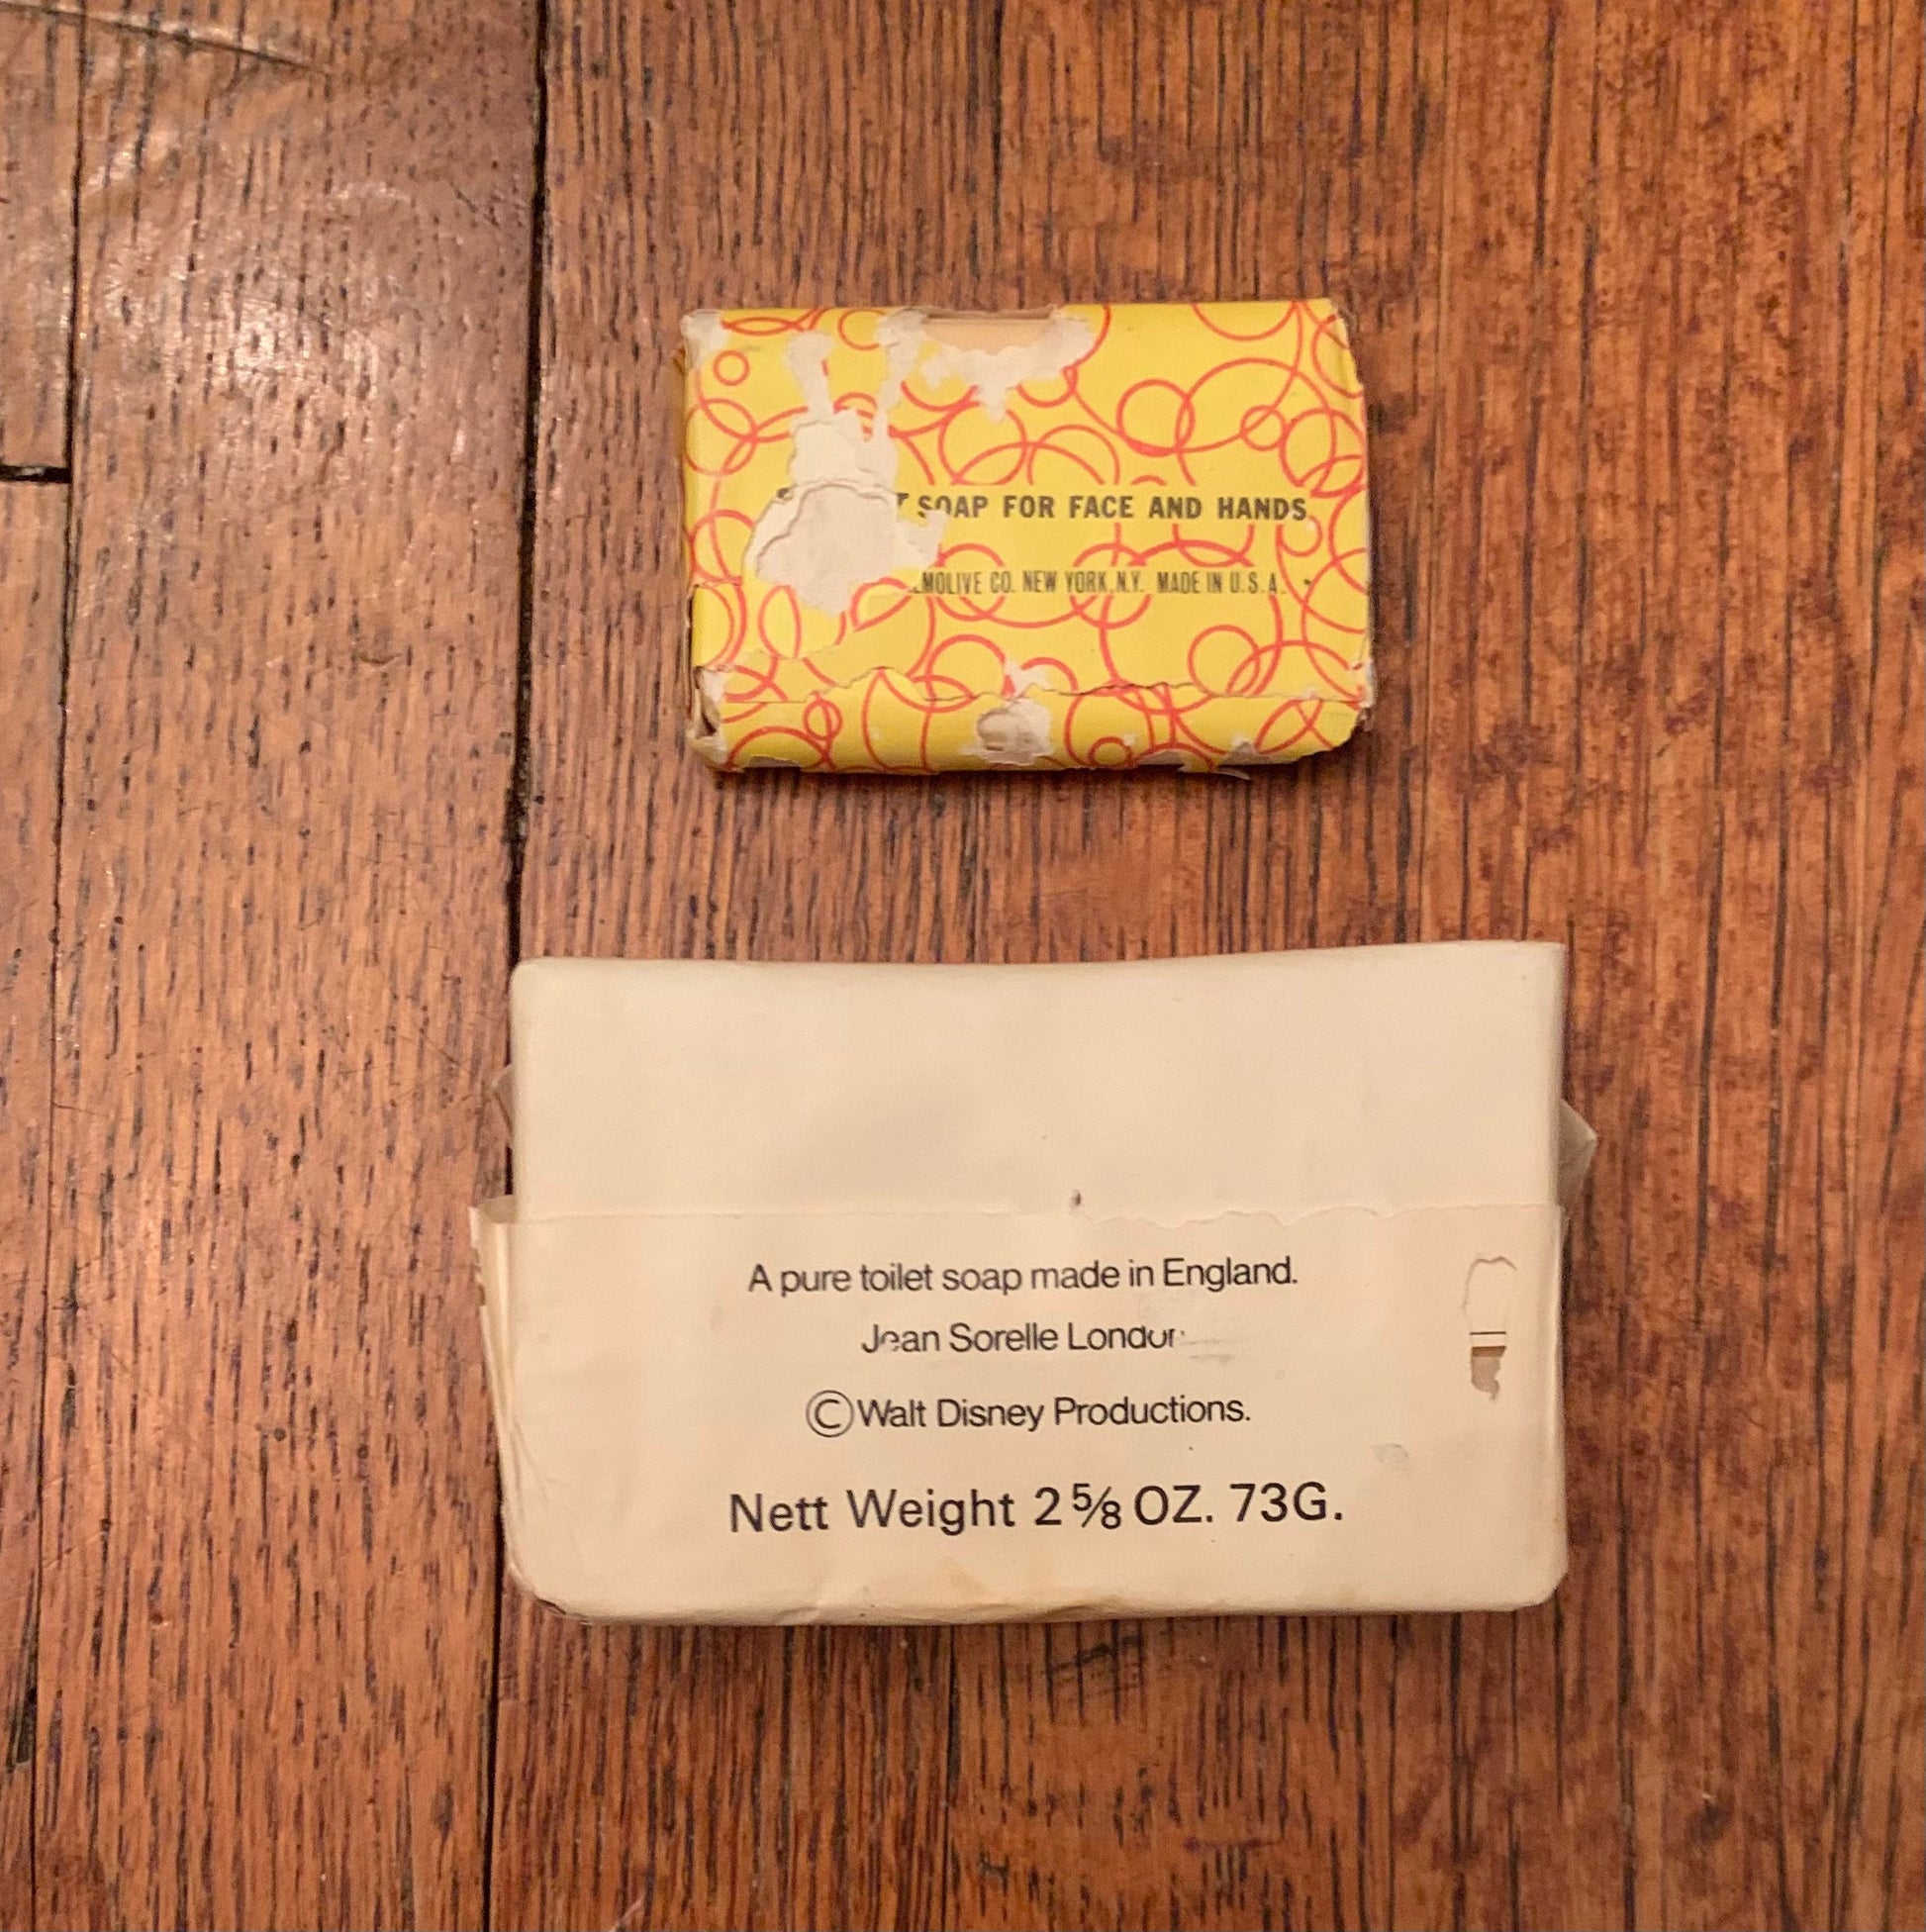 SOAP FOR FACE AND HANDS
CO. NEW YORK, N.Y. MADE IN U.S.A.
A pure toilet soap made in England.
Jean Sorelle London
©Walt Disney Productions.
Nett Weight 2 5/8 OZ. 73G.